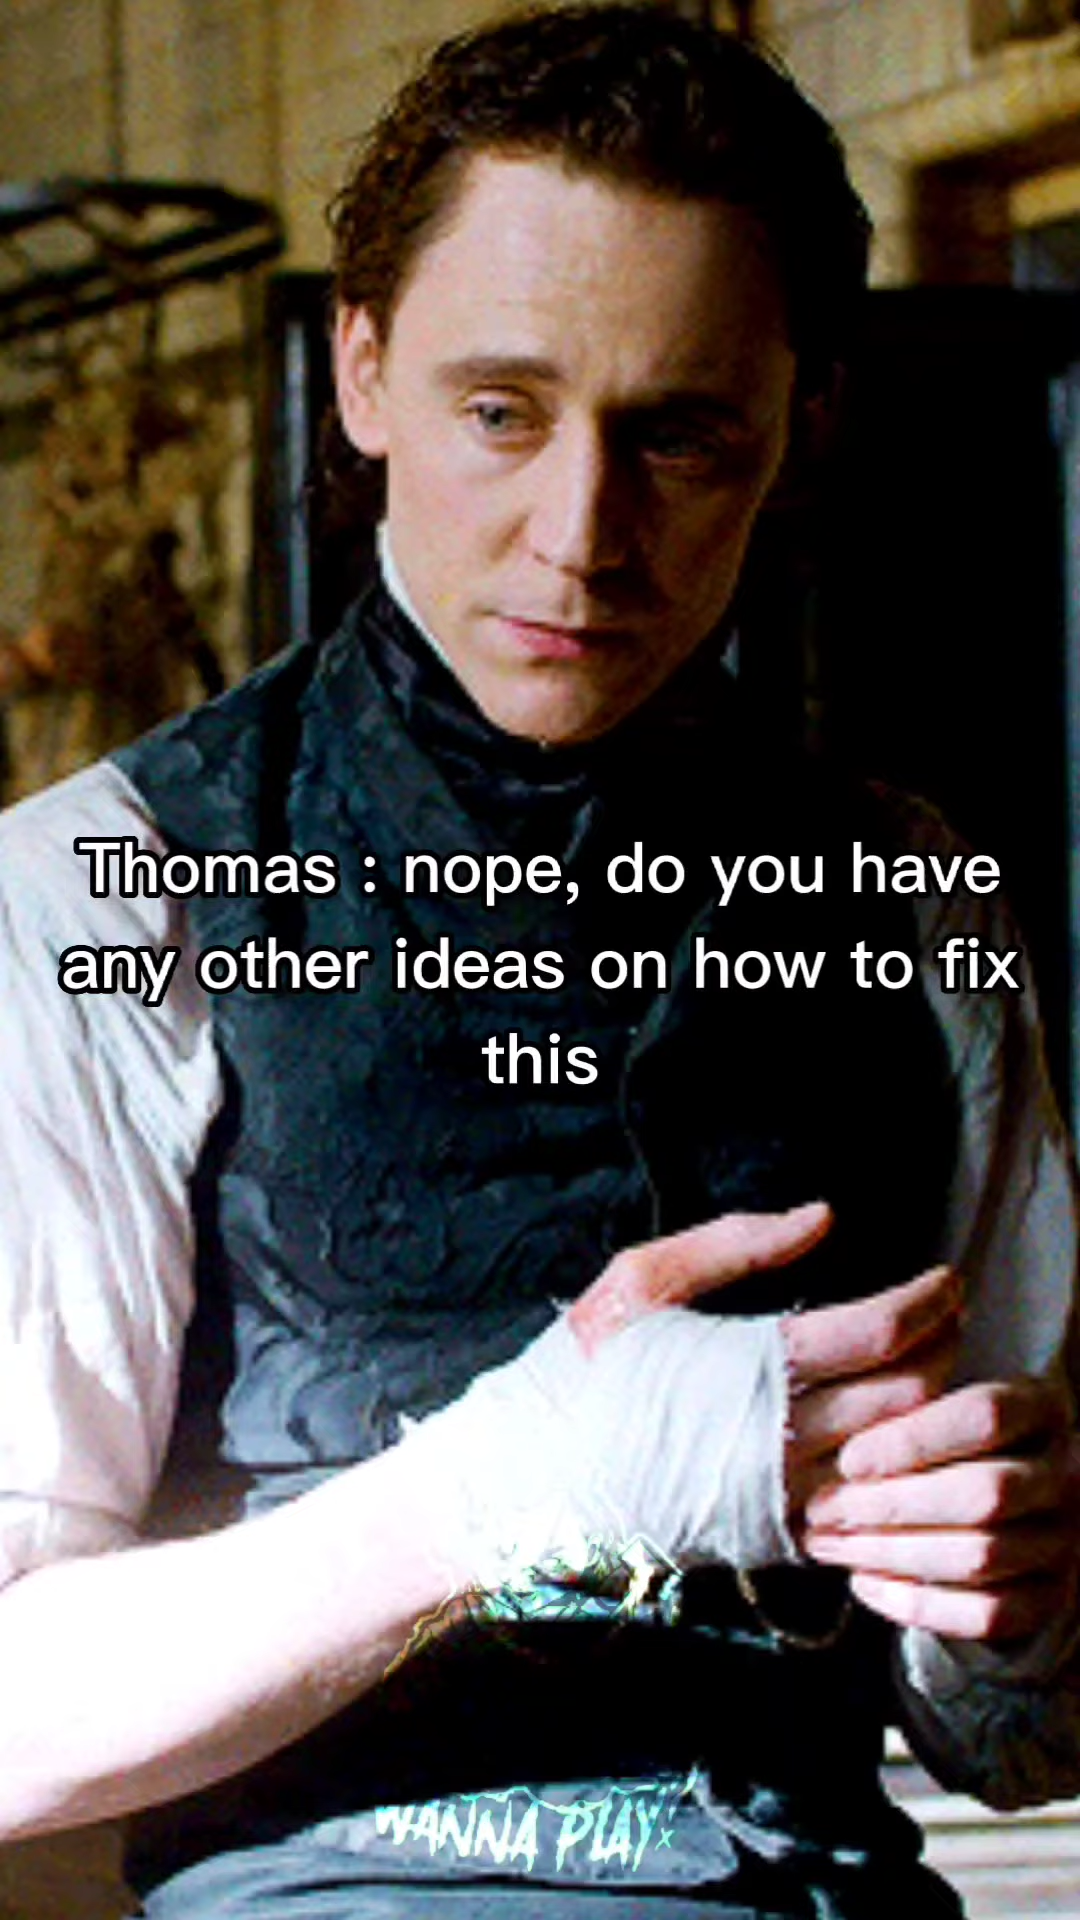 Thomas : nope, do you have
any other ideas on how to fix
this
WANNA PLAY!!